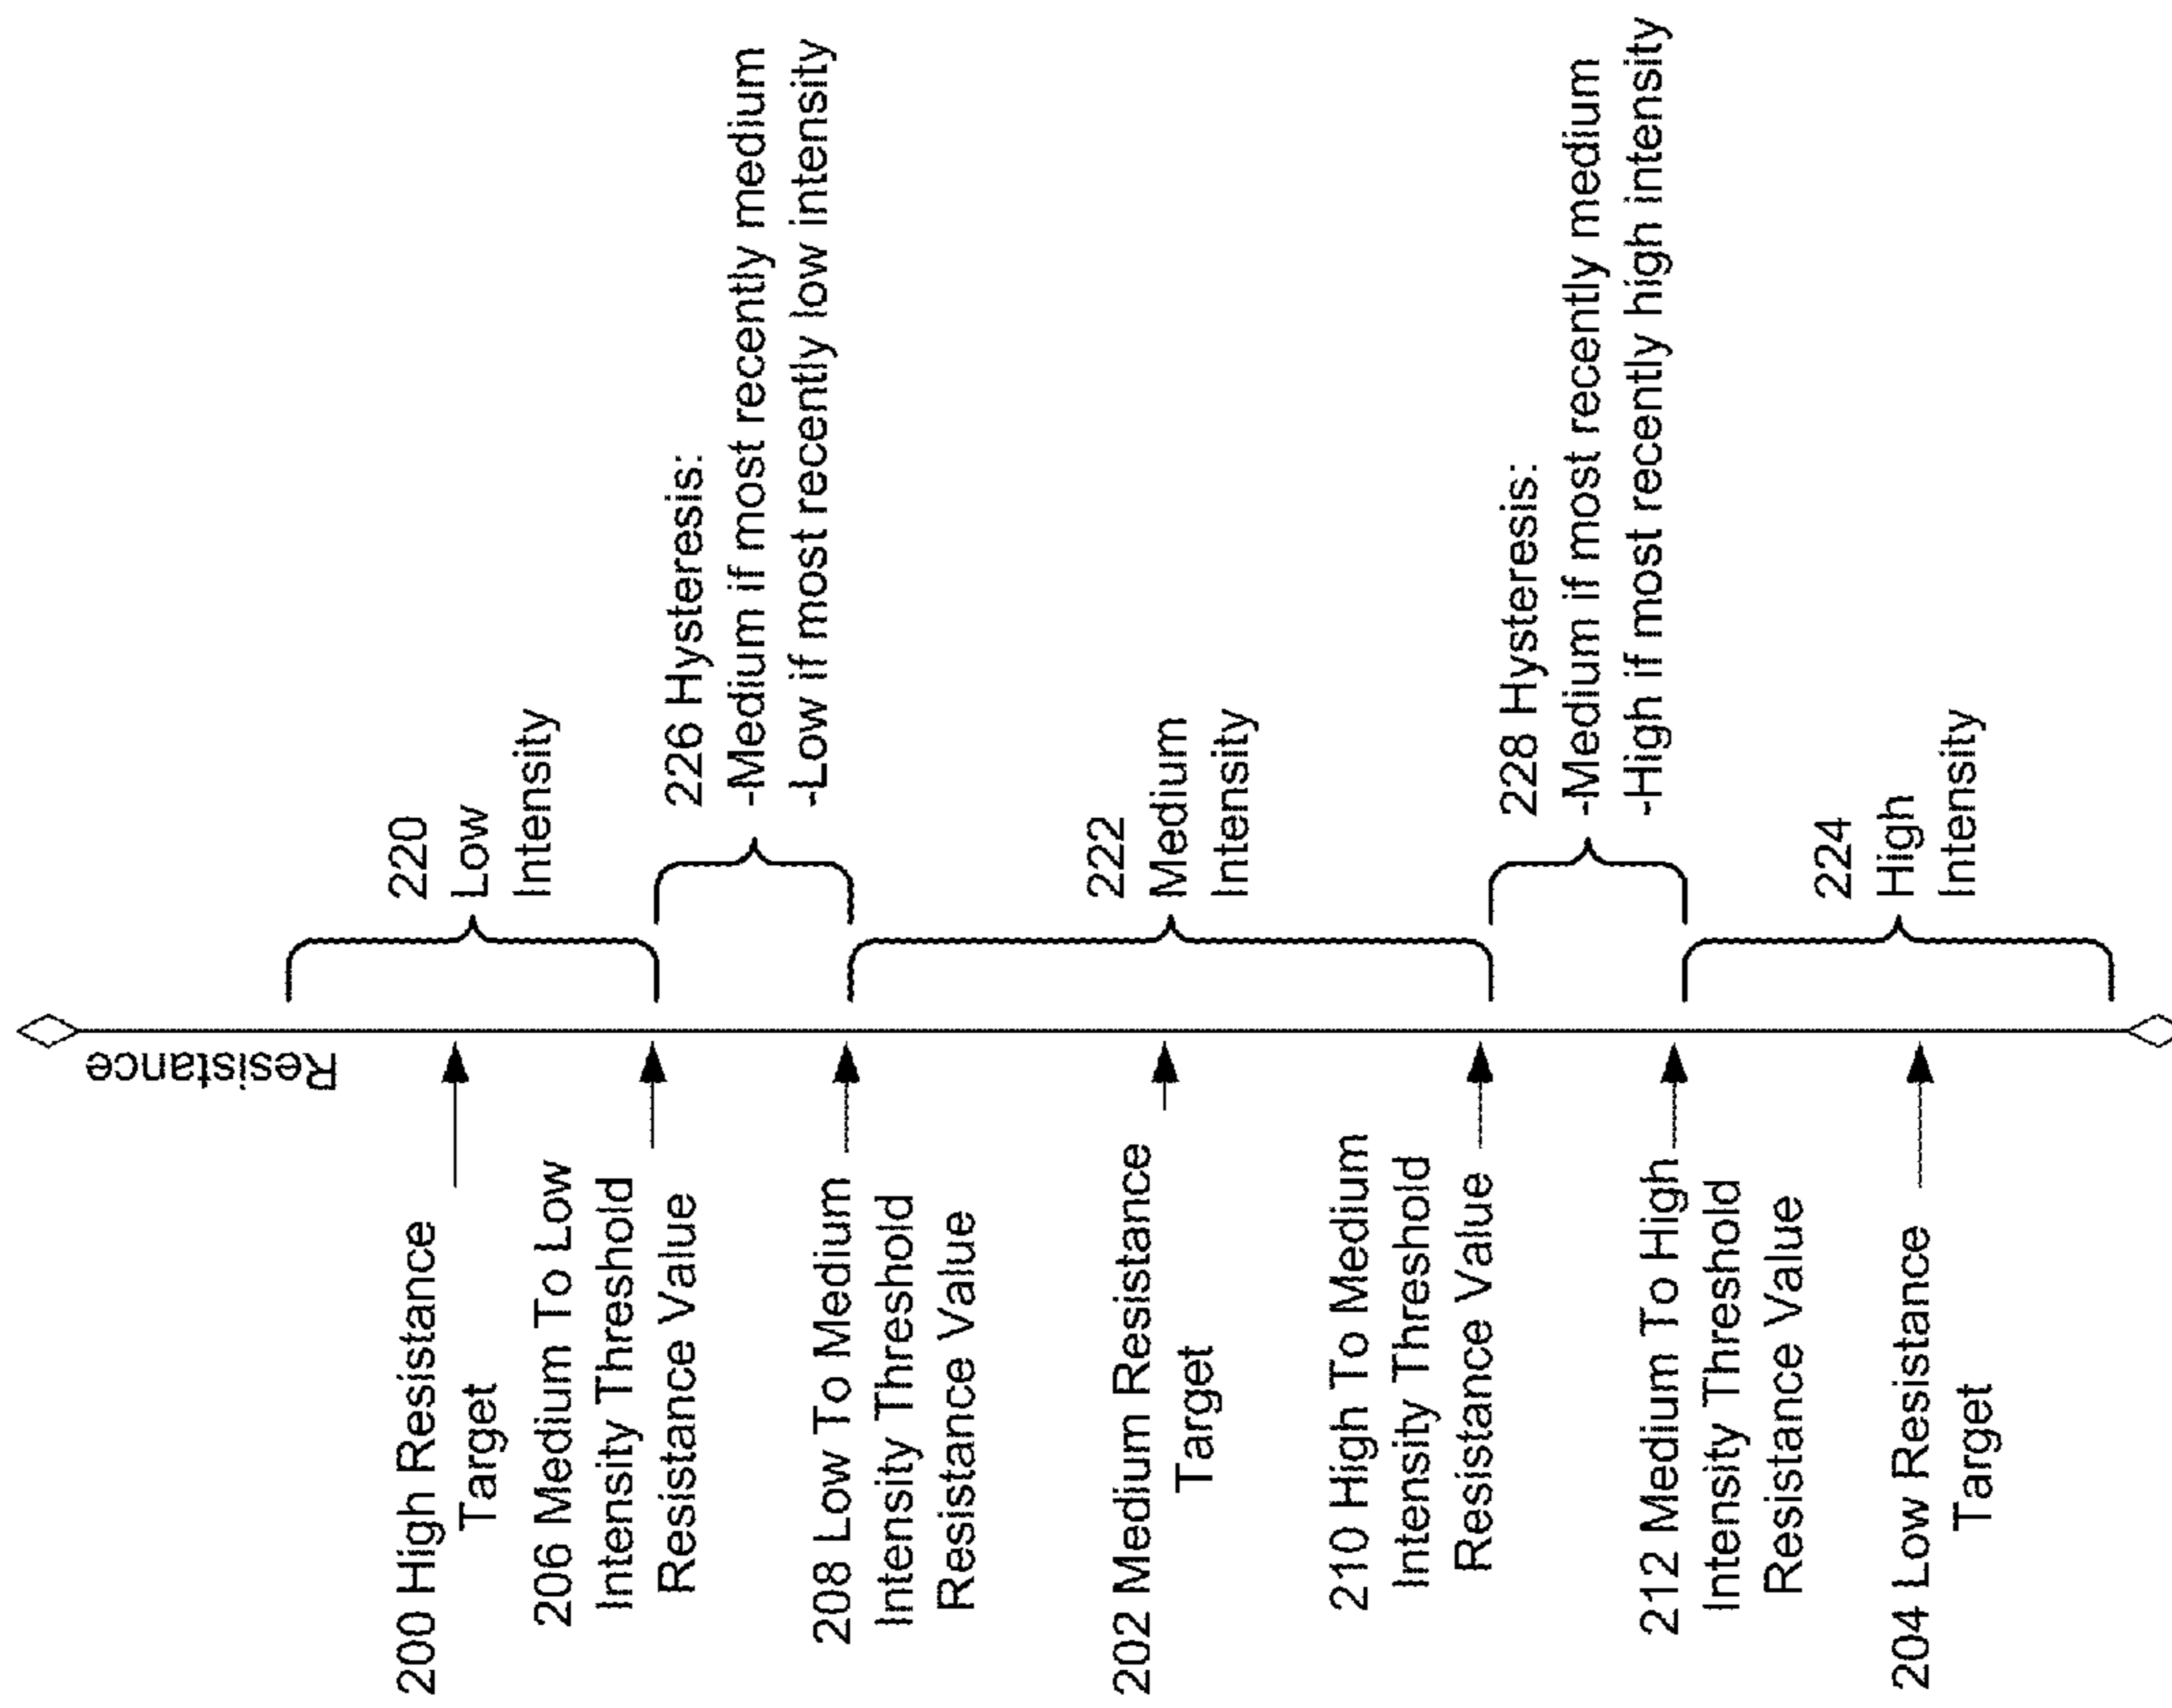 Resistance
200 High Resistance
Target
206 Medium To Low
Intensity Threshold
Resistance Value
208 Low To Medium
Intensity Threshold
Resistance Value
202 Medium Resistance
Target
210 High To Medium
Intensity Threshold
Resistance Value
212 Medium To High
Intensity Threshold
Resistance Value
204 Low Resistance
Target
220
Low
Intensity
226 Hysteresis:
-Medium if most recently medium
-Low if most recently low intensity
222
Medium
Intensity
228 Hysteresis:
-Medium if most recently medium
-High if most recently high intensity
224
High
Intensity